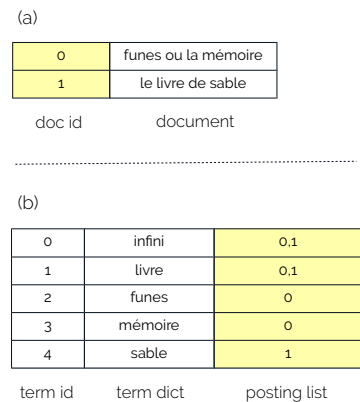 (a)
0 funes ou la mémoire
1 le livre de sable
doc id document
(b)
0 infini 0,1
1 livre 0,1
2 funes 0
3 mémoire 0
4 sable 1
term id term dict posting list